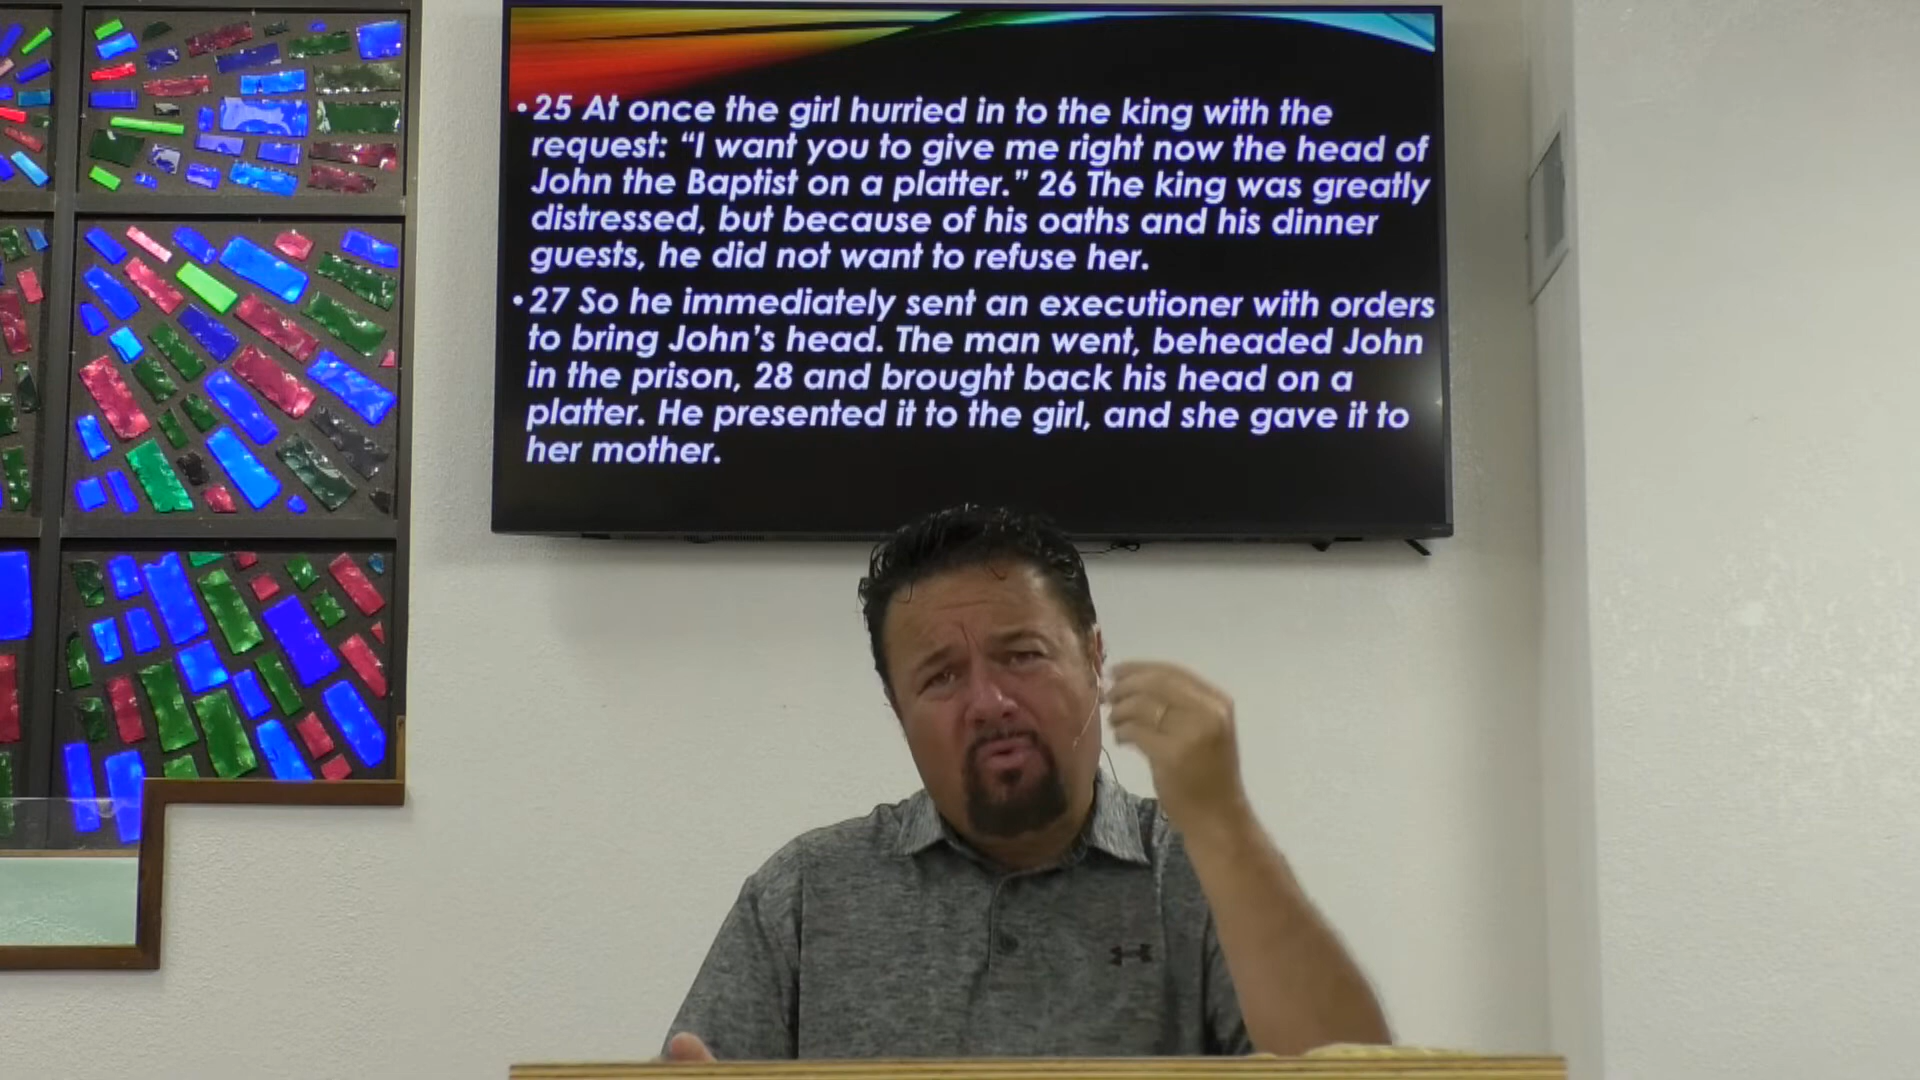 • 25 At once the girl hurried in to the king with the
request: “I want you to give me right now the head of
John the Baptist on a platter.” 26 The king was greatly
distressed, but because of his oaths and his dinner
guests, he did not want to refuse her.
• 27 So he immediately sent an executioner with orders
to bring John’s head. The man went, beheaded John
in the prison, 28 and brought back his head on a
platter. He presented it to the girl, and she gave it to
her mother.